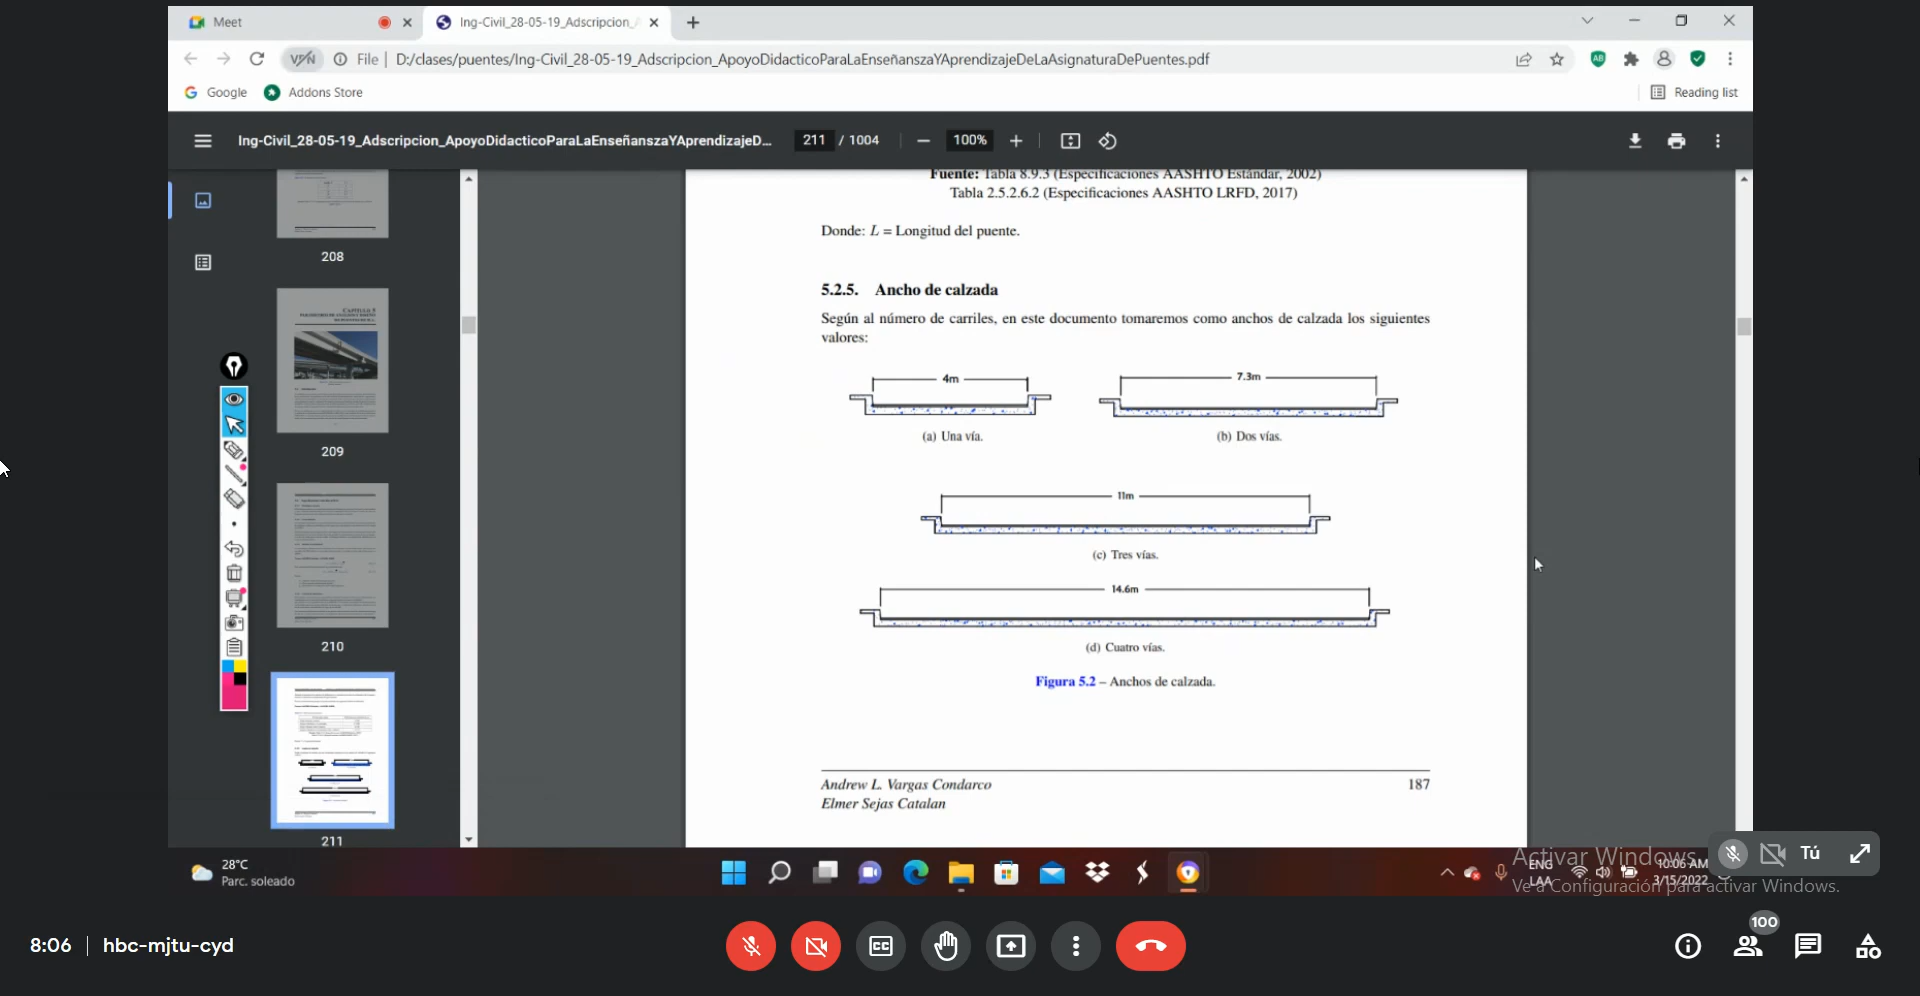 Meet
Ing-Civil_28-05-19_Adscripcion_
File
D:/clases/puentes/Ing-Civil_28-05-19_Adscripcion_ApoyoDidacticoParaLaEnseñanszaYAprendizajeDeLaAsignaturaDePuentes.pdf
Google
Addons Store
Reading list
Ing-Civil_28-05-19_Adscripcion_ApoyoDidacticoParaLaEnseñanszaYAprendizajeD...
211 / 1004
100%
208
209
210
211
Fuente: Tabla 8.9.3 (Especificaciones AASHTO Estándar, 2002)
Tabla 2.5.2.6.2 (Especificaciones AASHTO LRFD, 2017)
Donde: L = Longitud del puente.
5.2.5. Ancho de calzada
Según al número de carriles, en este documento tomaremos como anchos de calzada los siguientes
valores:
4m
7.3m
(a) Una vía.
(b) Dos vías.
11m
(c) Tres vías.
14.6m
(d) Cuatro vías.
Figura 5.2 – Anchos de calzada.
Andrew L. Vargas Condarco
187
Elmer Sejas Catalan
28°C
Parc. soleado
ENG
LAA
10:06 AM
3/15/2022
Activar Windows
Ve a Configuración para activar Windows.
Tú
8:06
hbc-mjtu-cyd
100